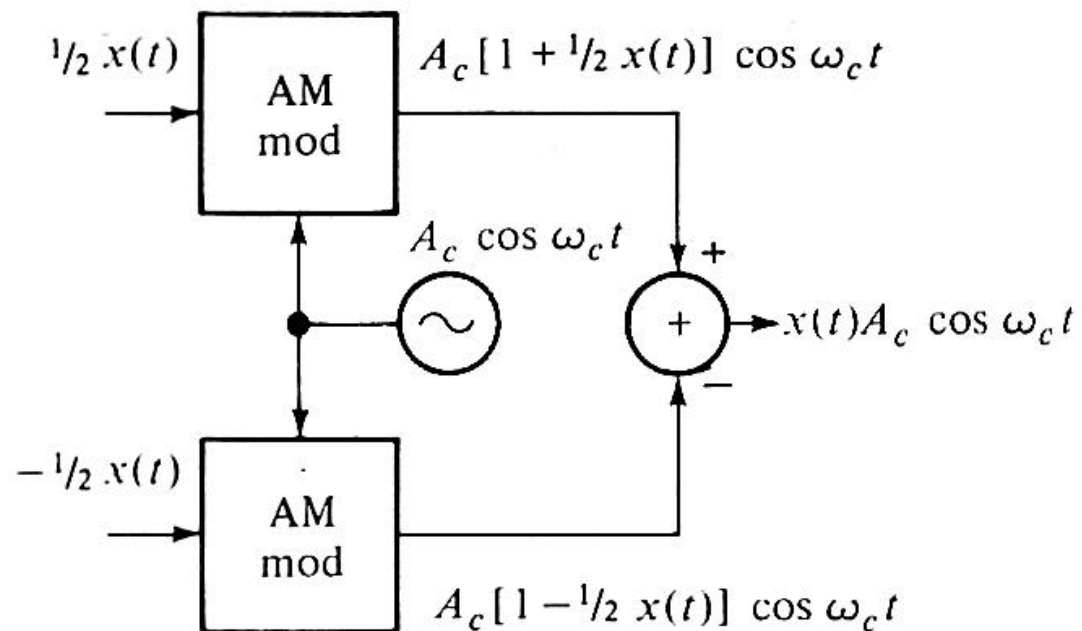 ½ x(t)
A_c[1 + ½ x(t)] cos ω_c t
AM
mod
A_c cos ω_c t
+
+
x(t)A_c cos ω_c t
−
−½ x(t)
AM
mod
A_c[1 − ½ x(t)] cos ω_c t